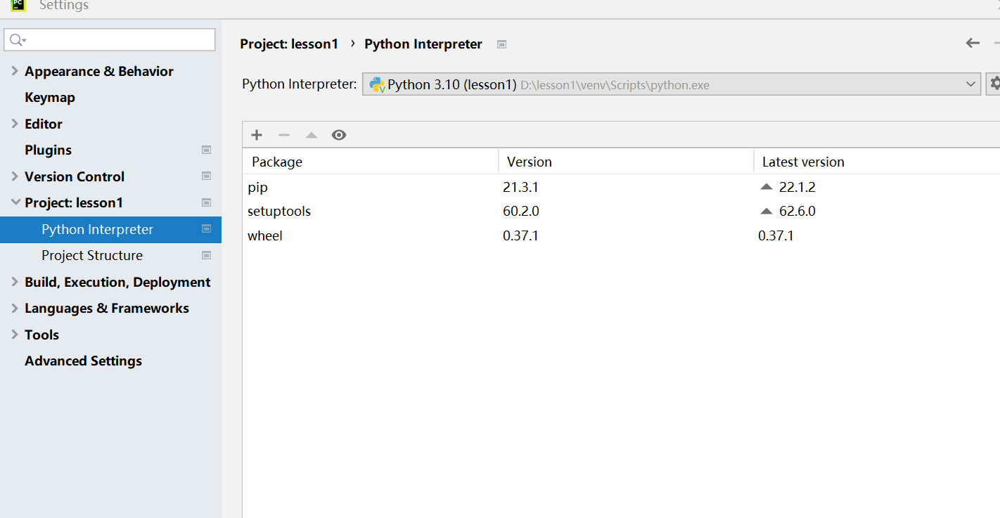 PC
Settings
Appearance & Behavior
Keymap
Editor
Plugins
Version Control
Project: lesson1
Python Interpreter
Project Structure
Build, Execution, Deployment
Languages & Frameworks
Tools
Advanced Settings
Project: lesson1 › Python Interpreter
Python Interpreter: Python 3.10 (lesson1) D:\lesson1\venv\Scripts\python.exe
Package Version Latest version
pip 21.3.1 22.1.2
setuptools 60.2.0 62.6.0
wheel 0.37.1 0.37.1